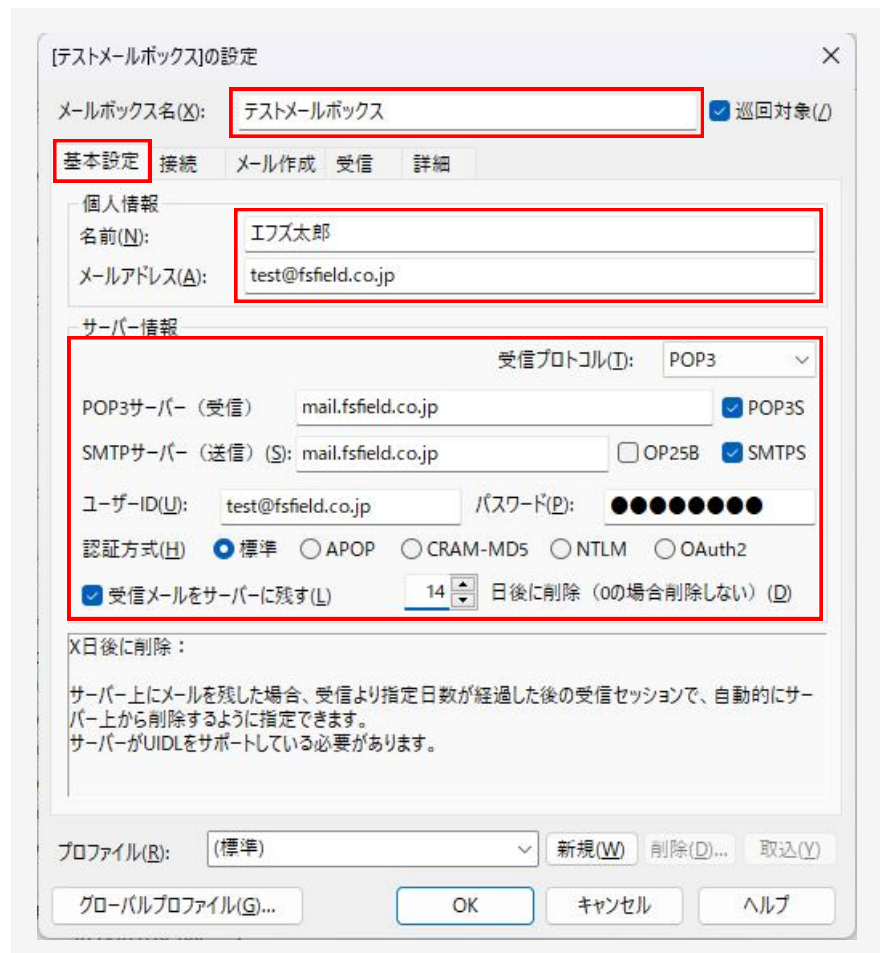 [テストメールボックス]の設定
メールボックス名(X): テストメールボックス 巡回対象(/)
基本設定 接続 メール作成 受信 詳細
個人情報
名前(N): エフズ太郎
メールアドレス(A): test@fsfield.co.jp
サーバー情報
受信プロトコル(T): POP3
POP3サーバー（受信） mail.fsfield.co.jp POP3S
SMTPサーバー（送信）(S): mail.fsfield.co.jp OP25B SMTPS
ユーザーID(U): test@fsfield.co.jp パスワード(P): ●●●●●●●●
認証方式(H) 標準 APOP CRAM-MD5 NTLM OAuth2
受信メールをサーバーに残す(L) 14 日後に削除（0の場合削除しない）(D)
X日後に削除：
サーバー上にメールを残した場合、受信より指定日数が経過した後の受信セッションで、自動的にサー
バー上から削除するように指定できます。
サーバーがUIDLをサポートしている必要があります。
プロファイル(R): (標準) 新規(W) 削除(D)... 取込(Y)
グローバルプロファイル(G)... OK キャンセル ヘルプ